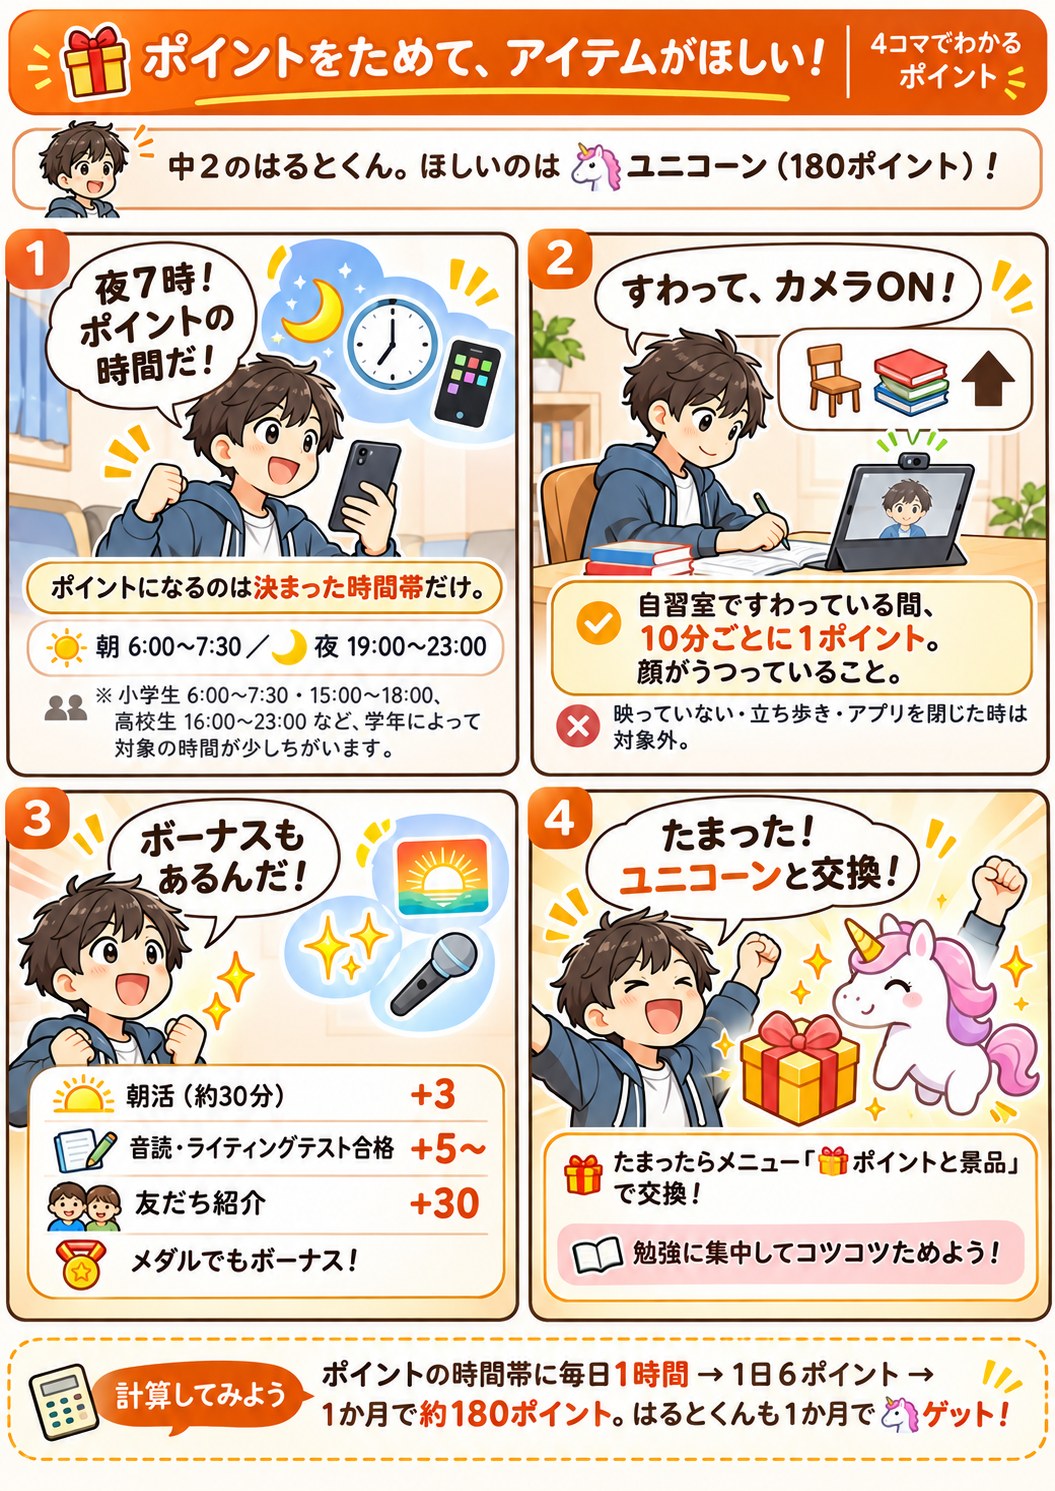 ポイントをためて、アイテムがほしい!
4コマでわかる
ポイント
中2のはるとくん。ほしいのは ユニコーン(180ポイント)!
1
夜7時!
ポイントの
時間だ!
ポイントになるのは決まった時間帯だけ。
朝 6:00〜7:30 / 夜 19:00〜23:00
※ 小学生 6:00〜7:30・15:00〜18:00、
高校生 16:00〜23:00 など、学年によって
対象の時間が少しちがいます。
2
すわって、カメラON!
自習室ですわっている間、
10分ごとに1ポイント。
顔がうつっていること。
映っていない・立ち歩き・アプリを閉じた時は
対象外。
3
ボーナスも
あるんだ!
朝活(約30分) +3
音読・ライティングテスト合格 +5〜
友だち紹介 +30
メダルでもボーナス!
4
たまった!
ユニコーンと交換!
たまったらメニュー「ポイントと景品」
で交換!
勉強に集中してコツコツためよう!
計算してみよう
ポイントの時間帯に毎日1時間 → 1日6ポイント →
1か月で約180ポイント。はるとくんも1か月で ゲット!